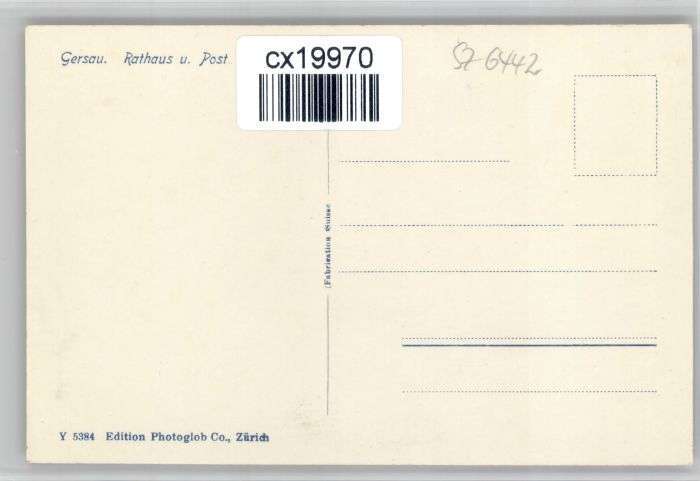 Gersau. Rathaus u. Post
cx19970
SZ 6442
(Fabrication Suisse
Y 5384 Edition Photoglob Co., Zürich